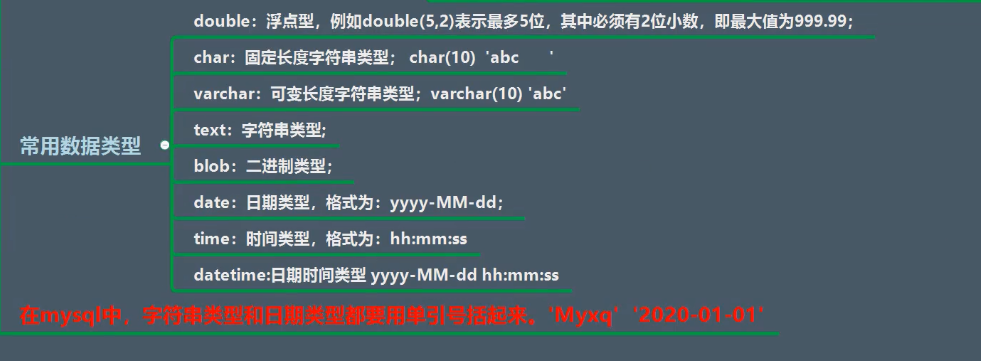 double：浮点型，例如double(5,2)表示最多5位，其中必须有2位小数，即最大值为999.99；
char：固定长度字符串类型； char(10) 'abc       '
varchar：可变长度字符串类型；varchar(10) 'abc'
text：字符串类型;
常用数据类型
blob：二进制类型；
date：日期类型，格式为：yyyy-MM-dd；
time：时间类型，格式为：hh:mm:ss
datetime:日期时间类型 yyyy-MM-dd hh:mm:ss
在mysql中，字符串类型和日期类型都要用单引号括起来。'Myxq'  '2020-01-01'